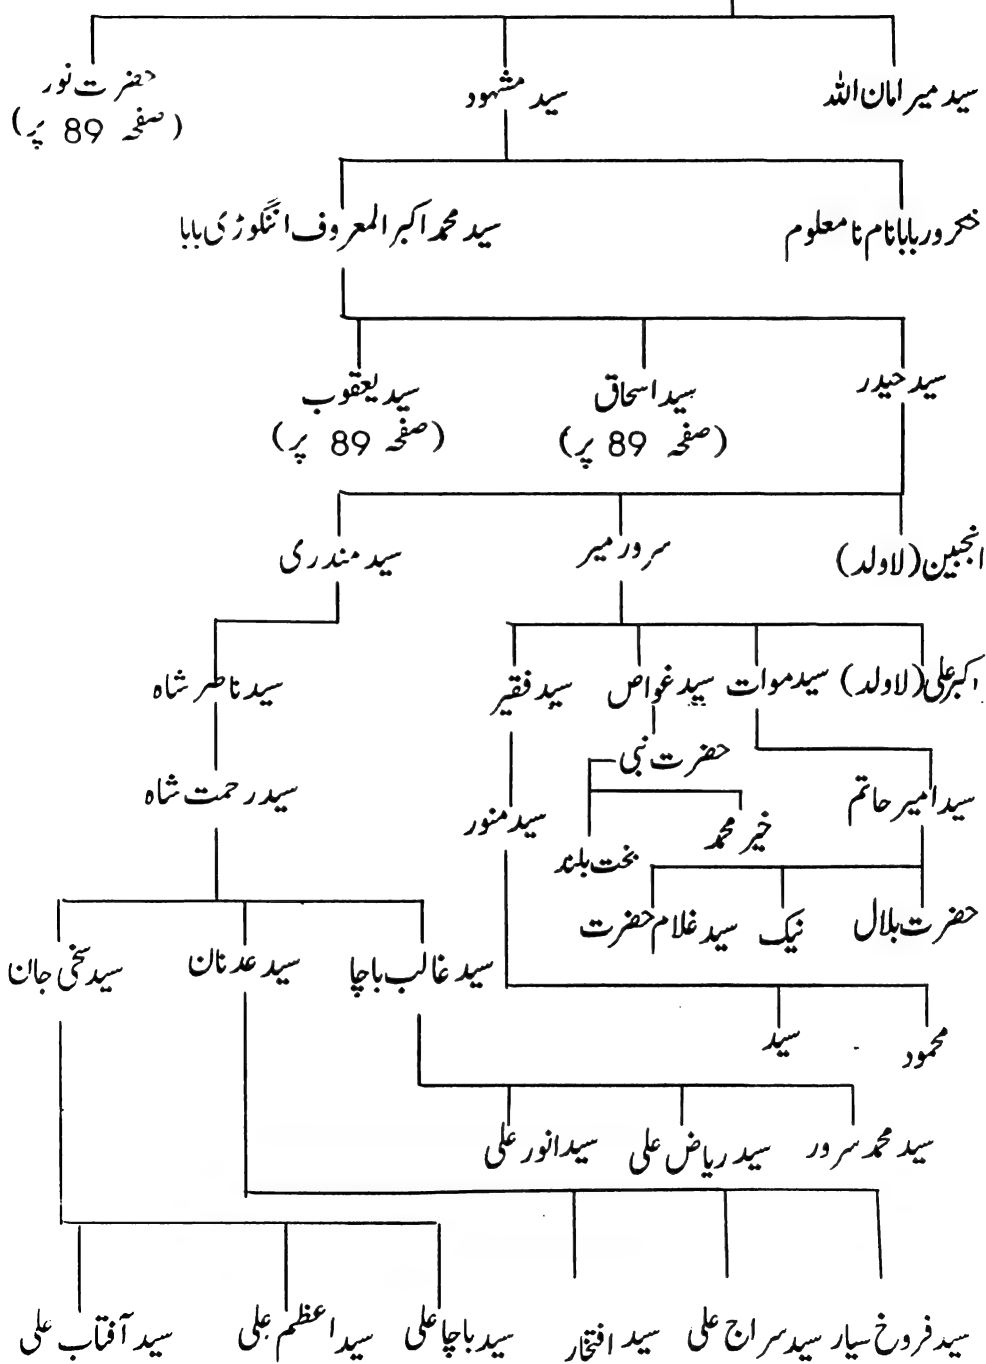 سید میر امان اللہ
سید مشہود
حضرت نور
(صفحہ 89 پر)
خکرور بابا نام نا معلوم
سید محمد اکبر المعروف اننگوڑی بابا
سید حیدر
سید اسحاق
(صفحہ 89 پر)
سید یعقوب
(صفحہ 89 پر)
انجبین (لاولد)
سرور میر
سید مندری
اکبر علی (لاولد)
سید موات
سید غواص
سید فقیر
سید ناصر شاہ
حضرت نبی
سید امیر حاتم
سید رحمت شاہ
سید منور
خیر محمد
بخت بلند
حضرت بلال
نیک
سید غلام حضرت
سید غالب باچا
سید عدنان
سید سخی جان
محمود
سید
سید محمد سرور
سید ریاض علی
سید انور علی
سید فروخ سیار
سید سراج علی
سید افتخار
سید باچا علی
سید اعظم علی
سید آفتاب علی